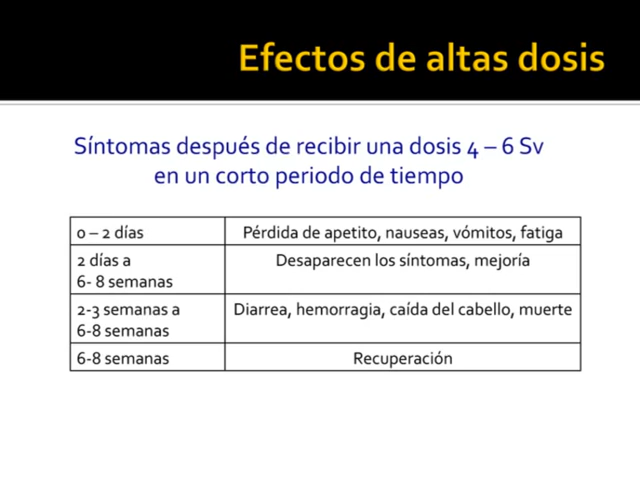 Efectos de altas dosis
Síntomas después de recibir una dosis 4 – 6 Sv
en un corto periodo de tiempo
0 – 2 días
Pérdida de apetito, nauseas, vómitos, fatiga
2 días a
6- 8 semanas
Desaparecen los síntomas, mejoría
2-3 semanas a
6-8 semanas
Diarrea, hemorragia, caída del cabello, muerte
6-8 semanas
Recuperación